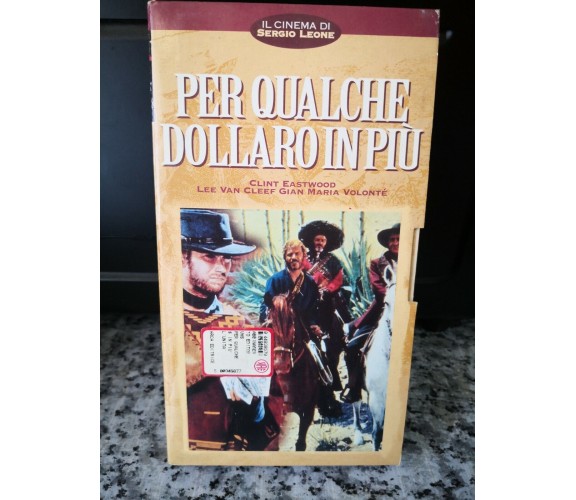 IL CINEMA DI
SERGIO LEONE
PER QUALCHE
DOLLARO IN PIÙ
CLINT EASTWOOD
LEE VAN CLEEF GIAN MARIA VOLONTÈ